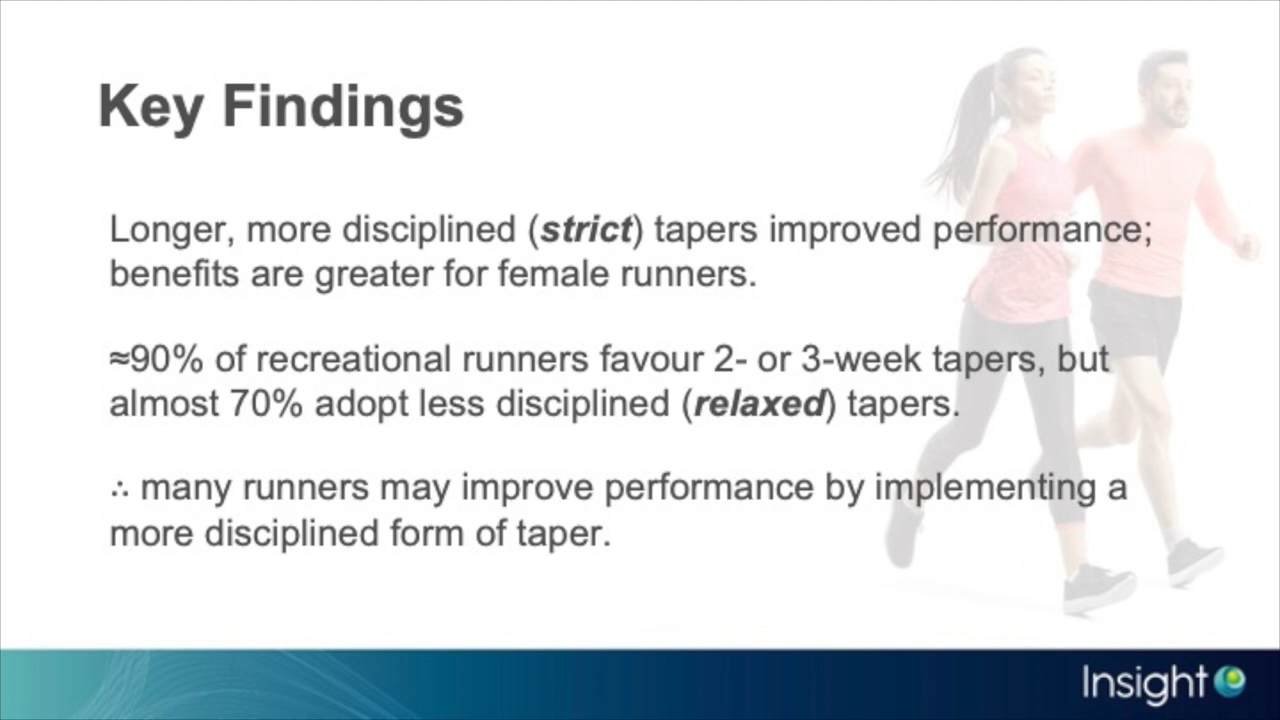 Key Findings
Longer, more disciplined (strict) tapers improved performance;
benefits are greater for female runners.
≈90% of recreational runners favour 2- or 3-week tapers, but
almost 70% adopt less disciplined (relaxed) tapers.
∴ many runners may improve performance by implementing a
more disciplined form of taper.
Insight